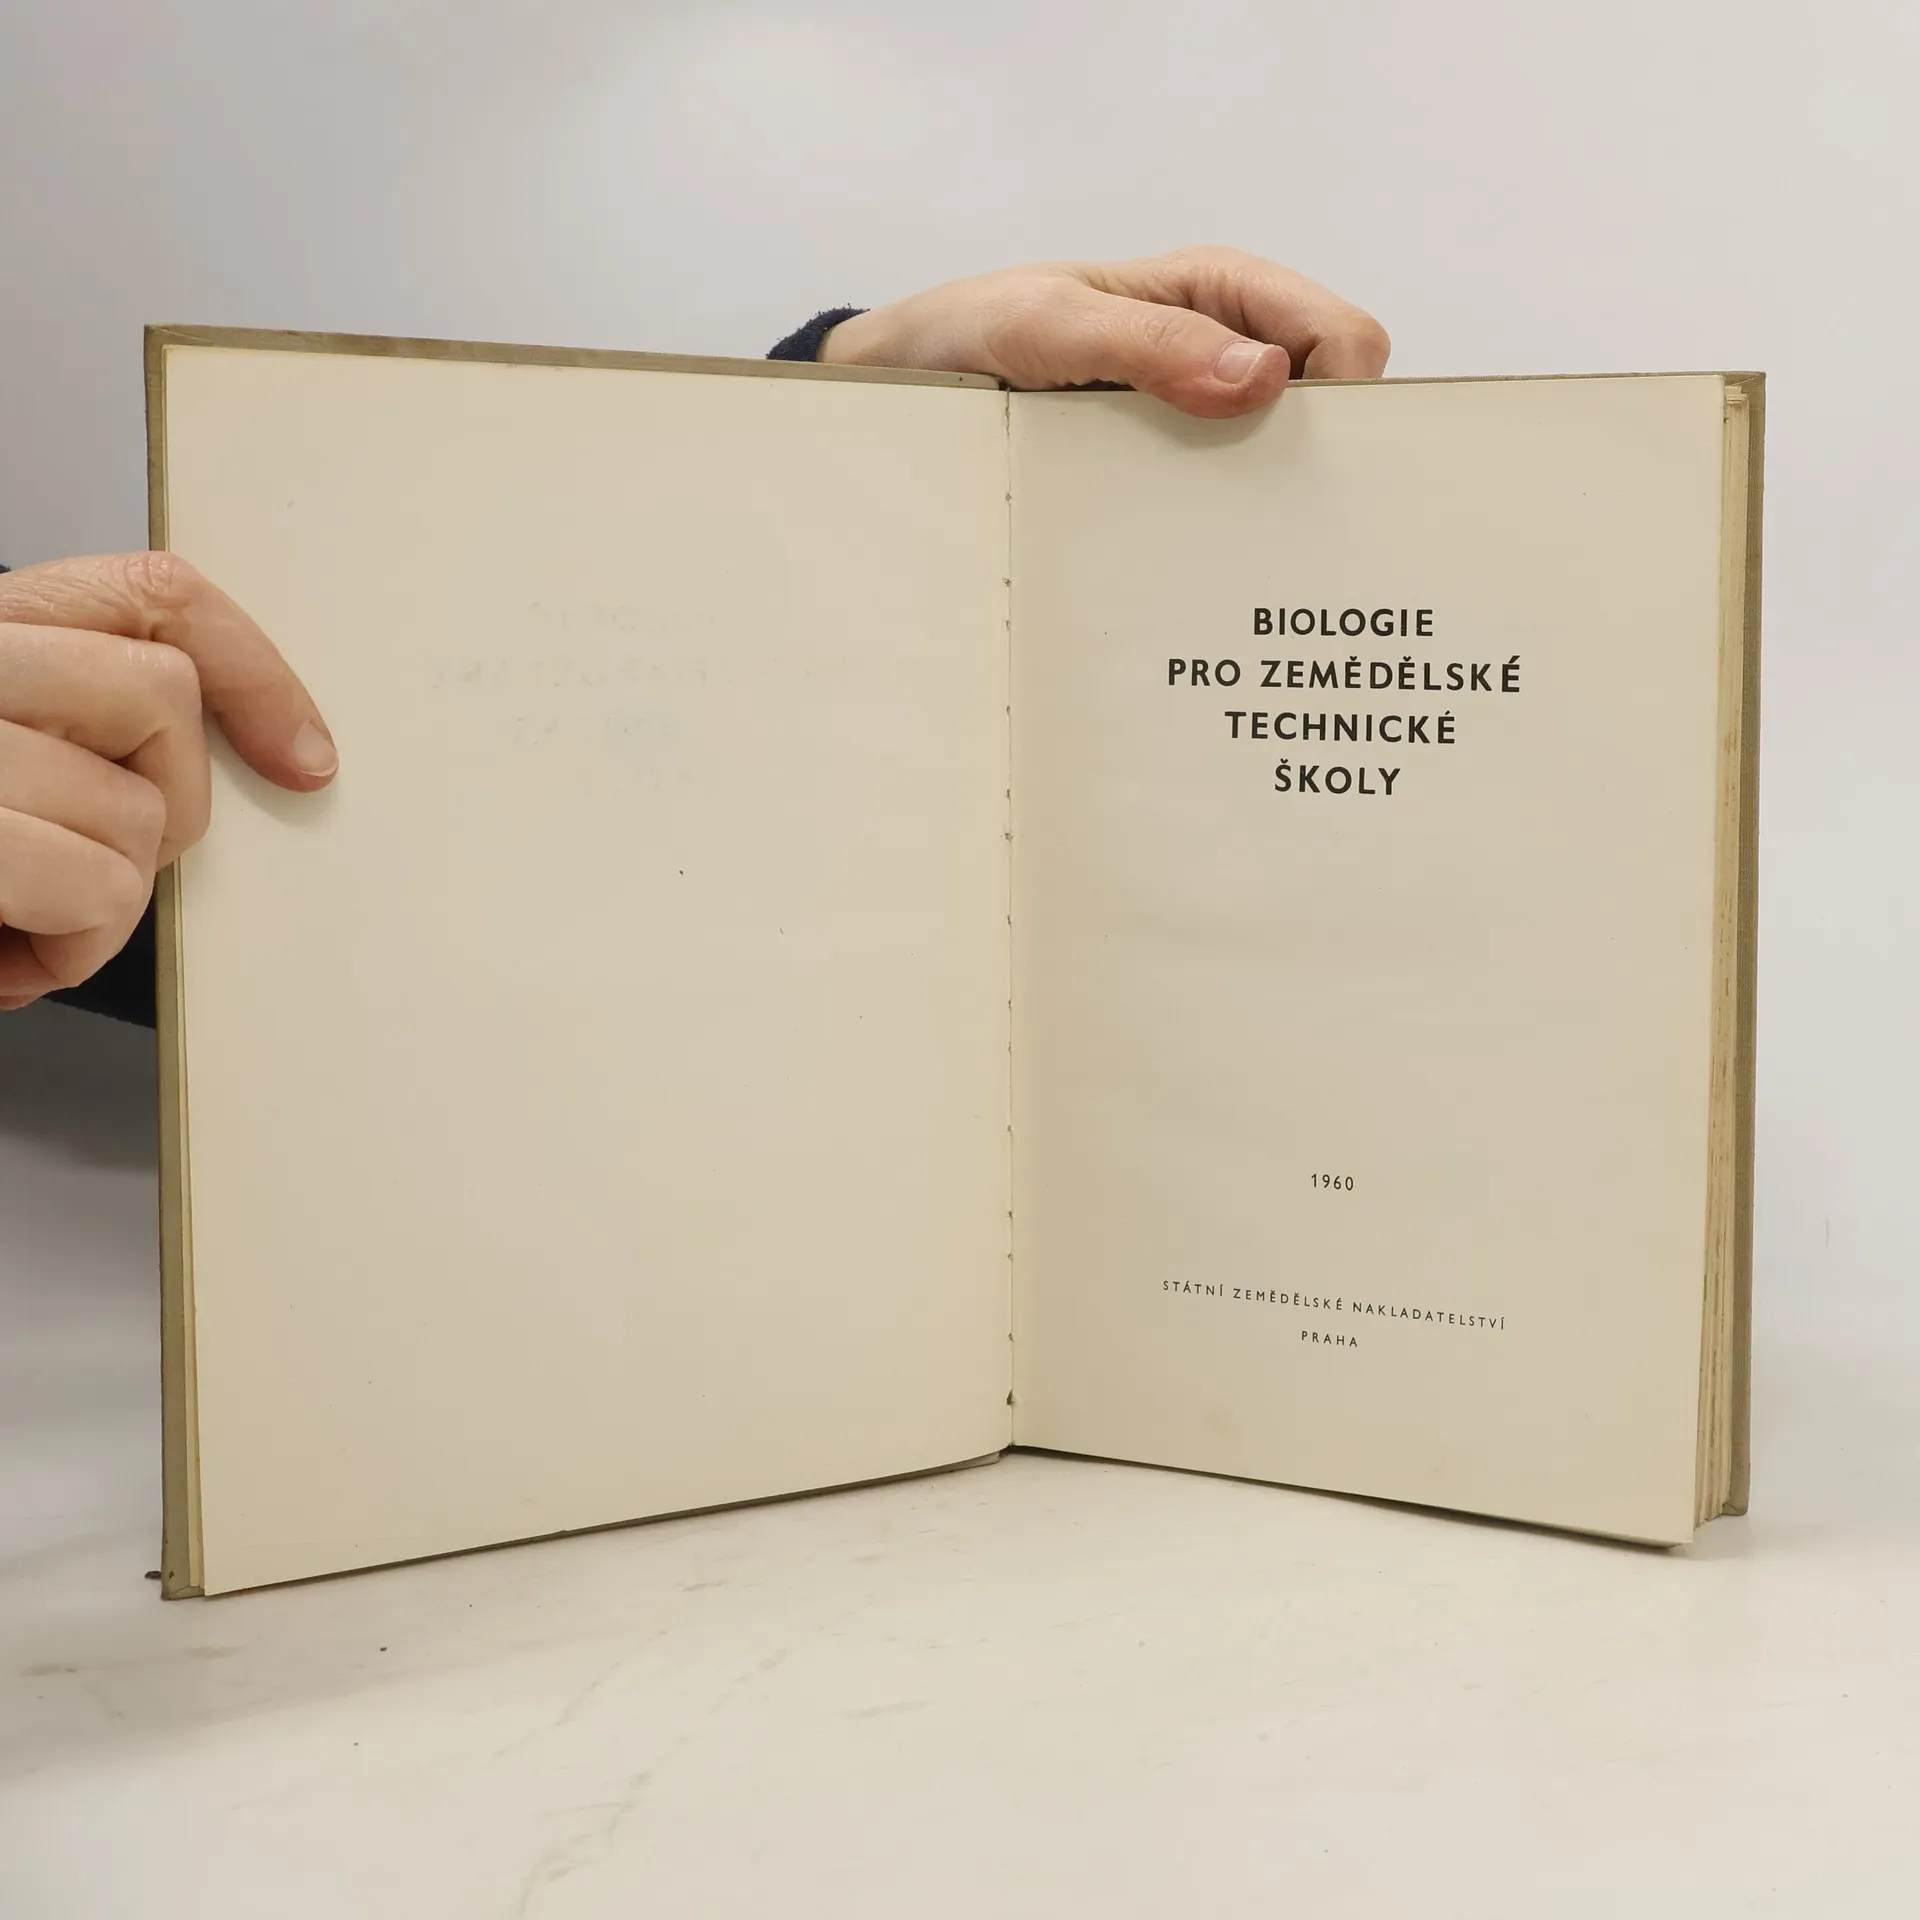 BIOLOGIE
PRO ZEMĚDĚLSKÉ
TECHNICKÉ
ŠKOLY
1960
STÁTNÍ ZEMĚDĚLSKÉ NAKLADATELSTVÍ
PRAHA